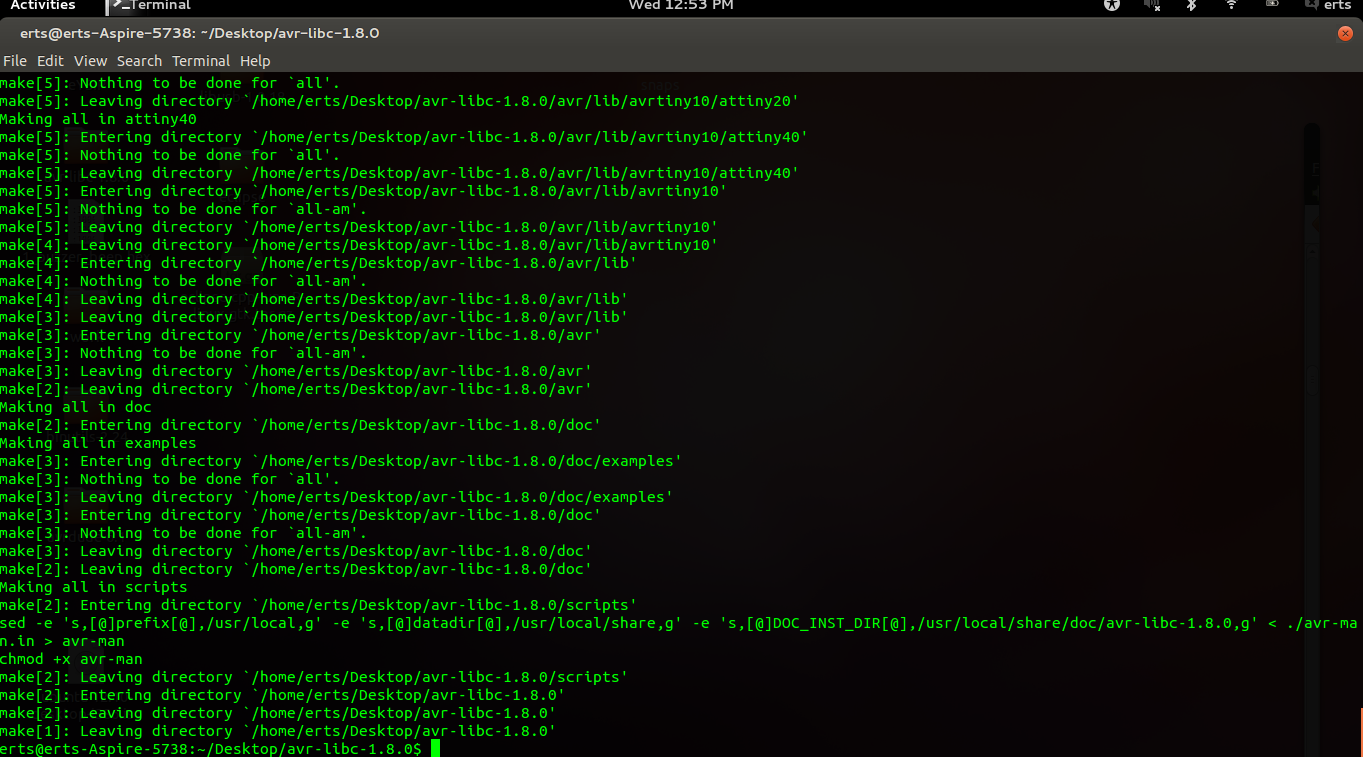 Activities Terminal Wed 12:53 PM erts
erts@erts-Aspire-5738: ~/Desktop/avr-libc-1.8.0
File Edit View Search Terminal Help
make[5]: Nothing to be done for `all'.
make[5]: Leaving directory `/home/erts/Desktop/avr-libc-1.8.0/avr/lib/avrtiny10/attiny20'
Making all in attiny40
make[5]: Entering directory `/home/erts/Desktop/avr-libc-1.8.0/avr/lib/avrtiny10/attiny40'
make[5]: Nothing to be done for `all'.
make[5]: Leaving directory `/home/erts/Desktop/avr-libc-1.8.0/avr/lib/avrtiny10/attiny40'
make[5]: Entering directory `/home/erts/Desktop/avr-libc-1.8.0/avr/lib/avrtiny10'
make[5]: Nothing to be done for `all-am'.
make[5]: Leaving directory `/home/erts/Desktop/avr-libc-1.8.0/avr/lib/avrtiny10'
make[4]: Leaving directory `/home/erts/Desktop/avr-libc-1.8.0/avr/lib/avrtiny10'
make[4]: Entering directory `/home/erts/Desktop/avr-libc-1.8.0/avr/lib'
make[4]: Nothing to be done for `all-am'.
make[4]: Leaving directory `/home/erts/Desktop/avr-libc-1.8.0/avr/lib'
make[3]: Leaving directory `/home/erts/Desktop/avr-libc-1.8.0/avr/lib'
make[3]: Entering directory `/home/erts/Desktop/avr-libc-1.8.0/avr'
make[3]: Nothing to be done for `all-am'.
make[3]: Leaving directory `/home/erts/Desktop/avr-libc-1.8.0/avr'
make[2]: Leaving directory `/home/erts/Desktop/avr-libc-1.8.0/avr'
Making all in doc
make[2]: Entering directory `/home/erts/Desktop/avr-libc-1.8.0/doc'
Making all in examples
make[3]: Entering directory `/home/erts/Desktop/avr-libc-1.8.0/doc/examples'
make[3]: Nothing to be done for `all'.
make[3]: Leaving directory `/home/erts/Desktop/avr-libc-1.8.0/doc/examples'
make[3]: Entering directory `/home/erts/Desktop/avr-libc-1.8.0/doc'
make[3]: Nothing to be done for `all-am'.
make[3]: Leaving directory `/home/erts/Desktop/avr-libc-1.8.0/doc'
make[2]: Leaving directory `/home/erts/Desktop/avr-libc-1.8.0/doc'
Making all in scripts
make[2]: Entering directory `/home/erts/Desktop/avr-libc-1.8.0/scripts'
sed -e 's,[@]prefix[@],/usr/local,g' -e 's,[@]datadir[@],/usr/local/share,g' -e 's,[@]DOC_INST_DIR[@],/usr/local/share/doc/avr-libc-1.8.0,g' < ./avr-ma
n.in > avr-man
chmod +x avr-man
make[2]: Leaving directory `/home/erts/Desktop/avr-libc-1.8.0/scripts'
make[2]: Entering directory `/home/erts/Desktop/avr-libc-1.8.0'
make[2]: Leaving directory `/home/erts/Desktop/avr-libc-1.8.0'
make[1]: Leaving directory `/home/erts/Desktop/avr-libc-1.8.0'
erts@erts-Aspire-5738:~/Desktop/avr-libc-1.8.0$